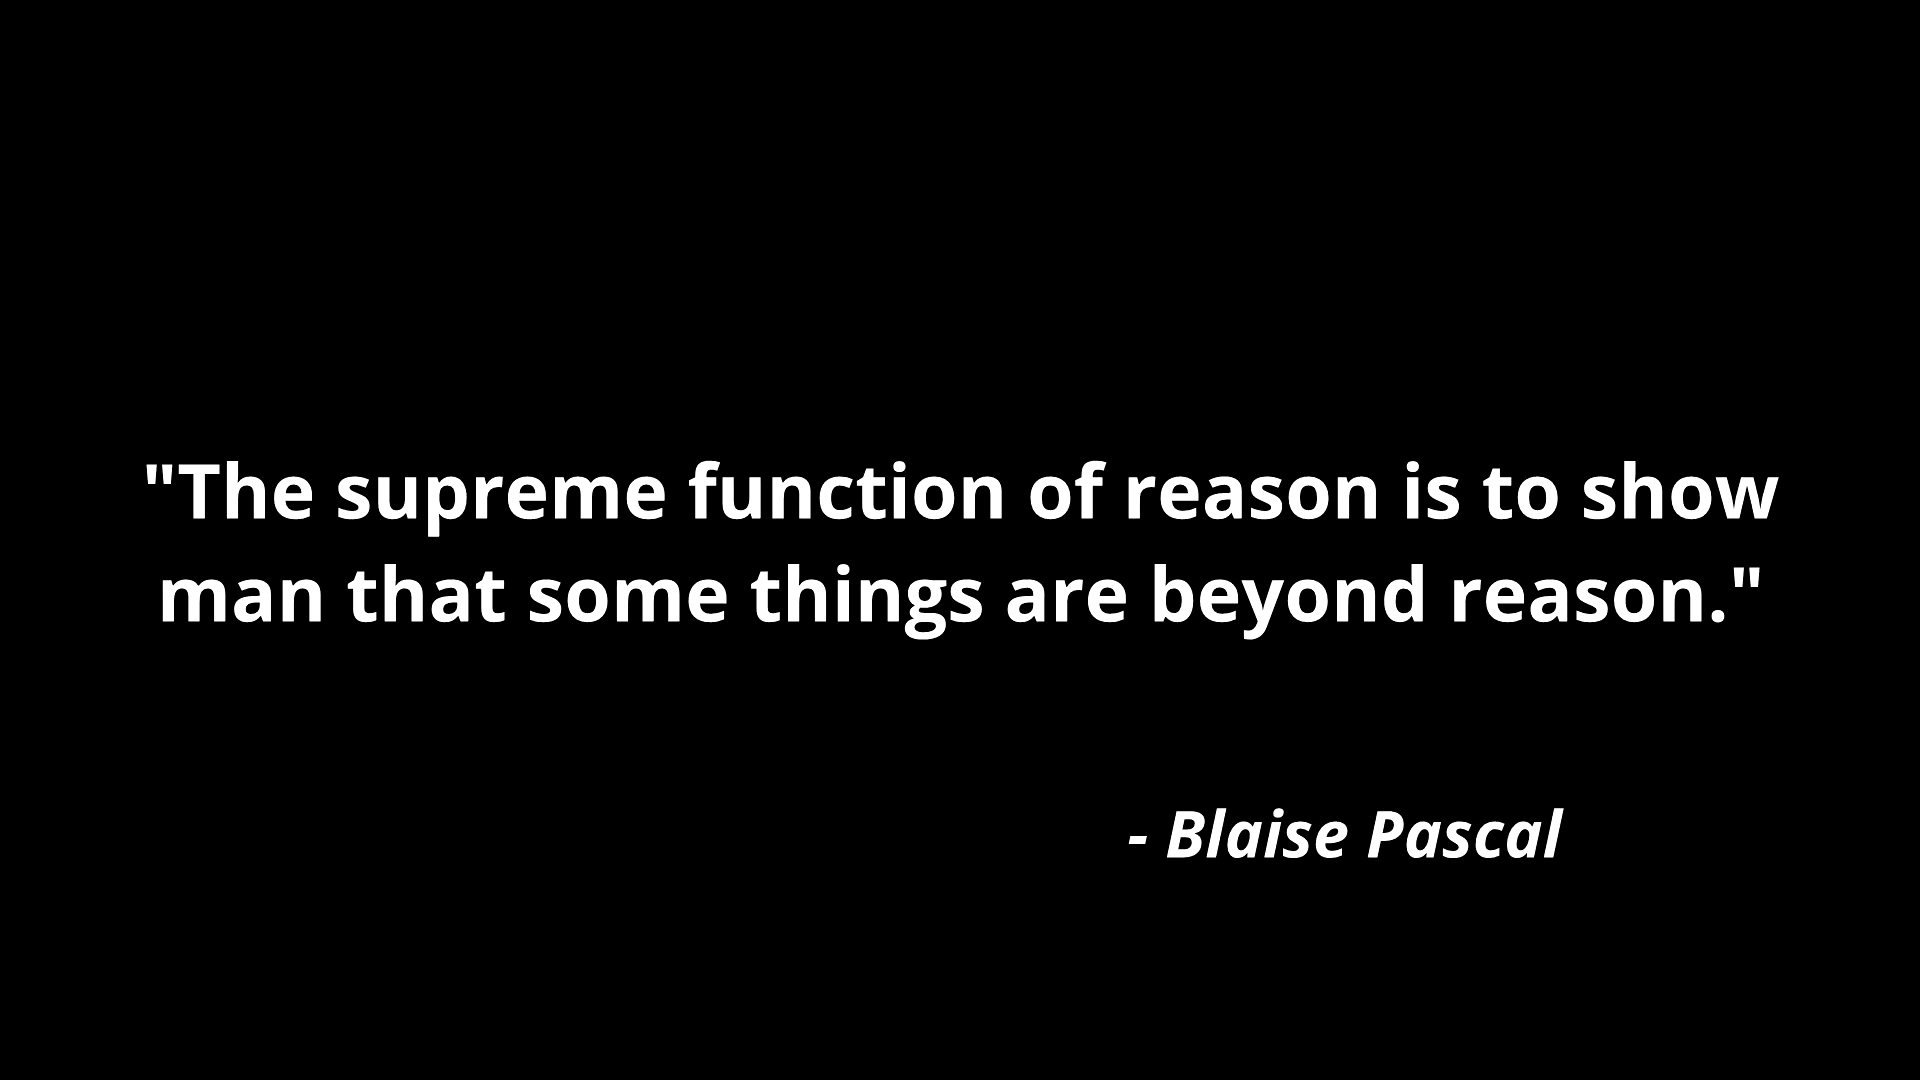 "The supreme function of reason is to show
man that some things are beyond reason."
- Blaise Pascal